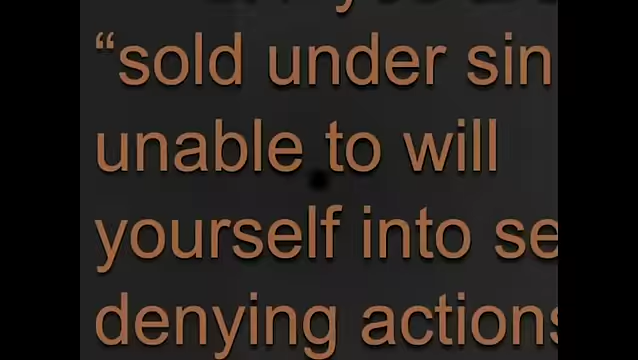 “sold under sin
unable to will
yourself into se
denying actions